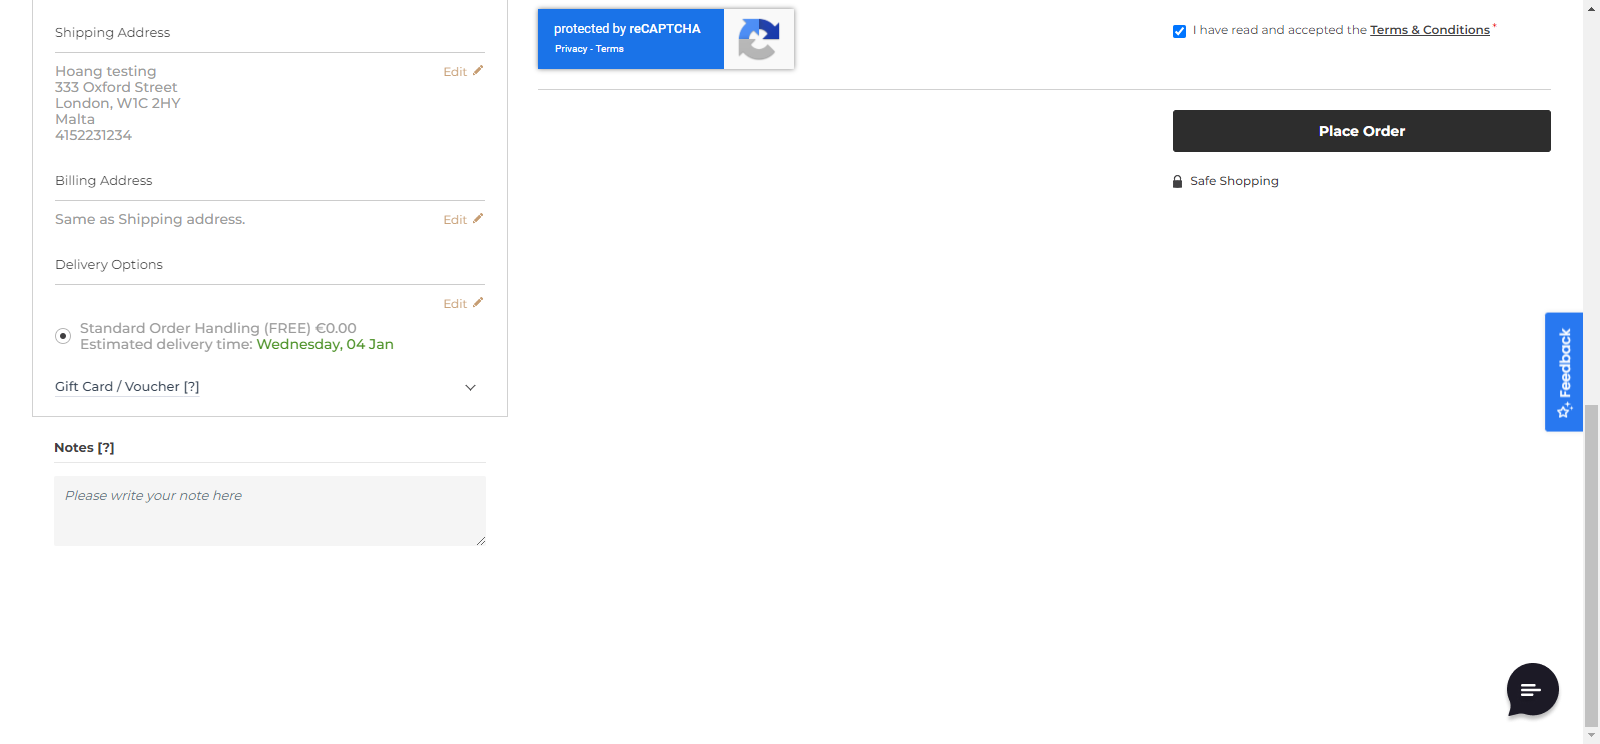 Shipping Address
Hoang testing
Edit
333 Oxford Street
London, W1C 2HY
Malta
4152231234
Billing Address
Same as Shipping address.
Edit
Delivery Options
Edit
Standard Order Handling (FREE) €0.00
Estimated delivery time: Wednesday, 04 Jan
Gift Card / Voucher [?]
Notes [?]
Please write your note here
protected by reCAPTCHA
Privacy - Terms
I have read and accepted the Terms & Conditions *
Place Order
Safe Shopping
Feedback